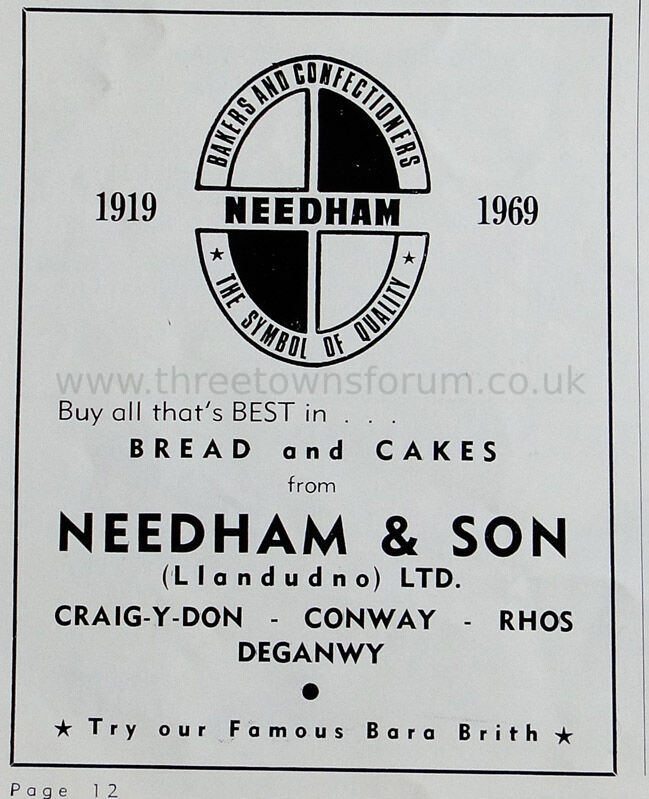 BAKERS AND CONFECTIONERS
1919 NEEDHAM 1969
★ THE SYMBOL OF QUALITY ★
www.threetownsforum.co.uk
Buy all that's BEST in . . .
BREAD and CAKES
from
NEEDHAM & SON
(Llandudno) LTD.
CRAIG-Y-DON - CONWAY - RHOS
DEGANWY
●
★ Try our Famous Bara Brith ★
Page 12